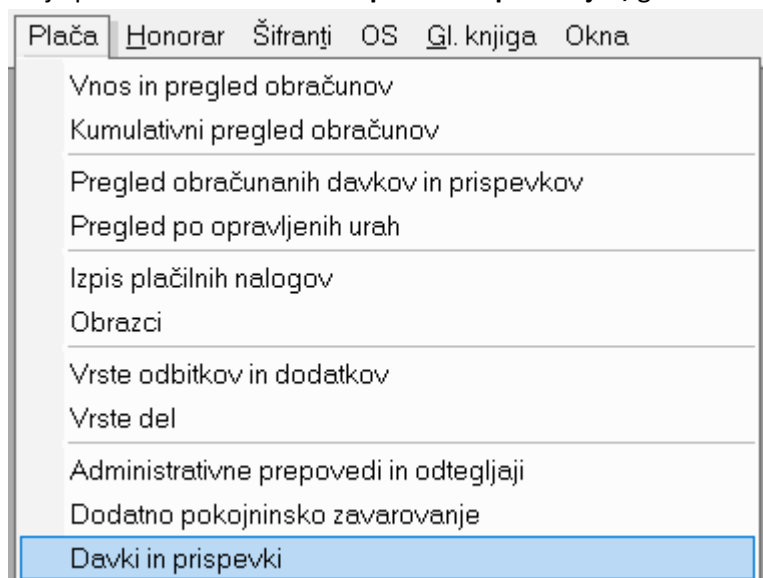 Plača Honorar Šifranti OS Gl. knjiga Okna
Vnos in pregled obračunov
Kumulativni pregled obračunov
Pregled obračunanih davkov in prispevkov
Pregled po opravljenih urah
Izpis plačilnih nalogov
Obrazci
Vrste odbitkov in dodatkov
Vrste del
Administrativne prepovedi in odtegljaji
Dodatno pokojninsko zavarovanje
Davki in prispevki